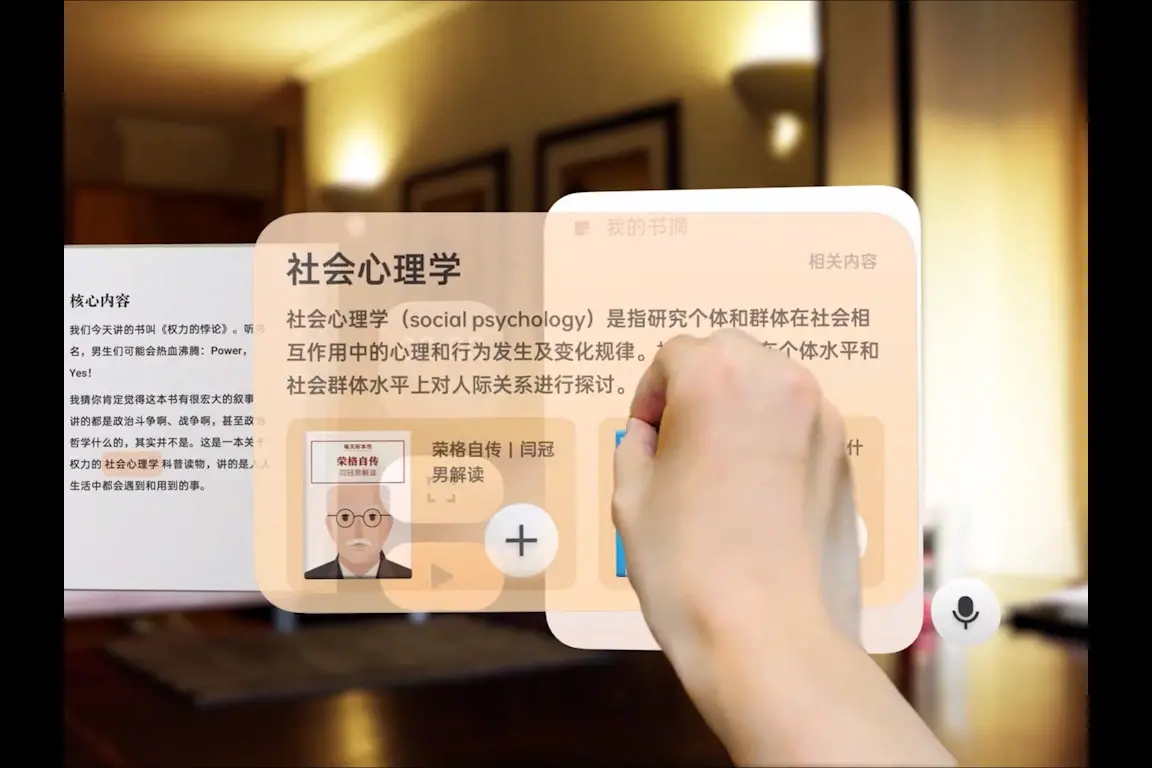 核心内容
我们今天讲的书叫《权力的悖论》。听书
名，男生们可能会热血沸腾：Power，
Yes！
我猜你肯定觉得这本书有很宏大的叙事
讲的都是政治斗争啊、战争啊，甚至政治
哲学什么的，其实并不是。这是一本关于
权力的 社会心理学 科普读物，讲的是人人
生活中都会遇到和用到的事。
我的书摘
社会心理学
相关内容
社会心理学（social psychology）是指研究个体和群体在社会相
互作用中的心理和行为发生及变化规律。
个体水平和
社会群体水平上对人际关系进行探讨。
每天听本书
荣格自传
闫冠男解读
荣格自传丨闫冠
男解读
什